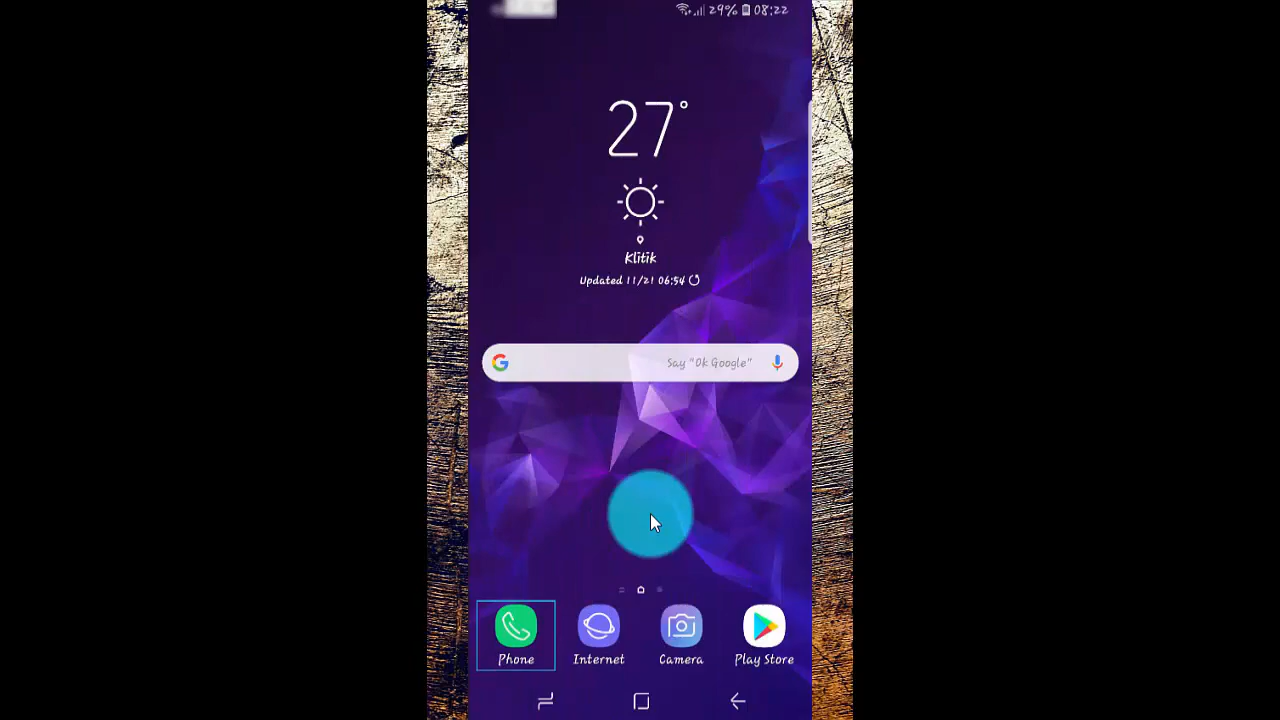 29% 08:22
27°
Klitik
Updated 11/21 06:54
Say "Ok Google"
Phone Internet Camera Play Store